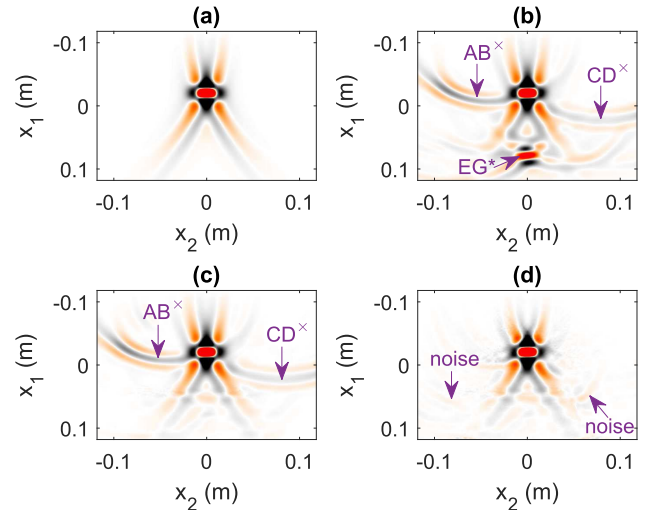 (a)
-0.1
0
0.1
x₁ (m)
-0.1 0 0.1
x₂ (m)
(b)
-0.1
0
0.1
x₁ (m)
AB×
CD×
EG*
-0.1 0 0.1
x₂ (m)
(c)
-0.1
0
0.1
x₁ (m)
AB×
CD×
-0.1 0 0.1
x₂ (m)
(d)
-0.1
0
0.1
x₁ (m)
noise
noise
-0.1 0 0.1
x₂ (m)